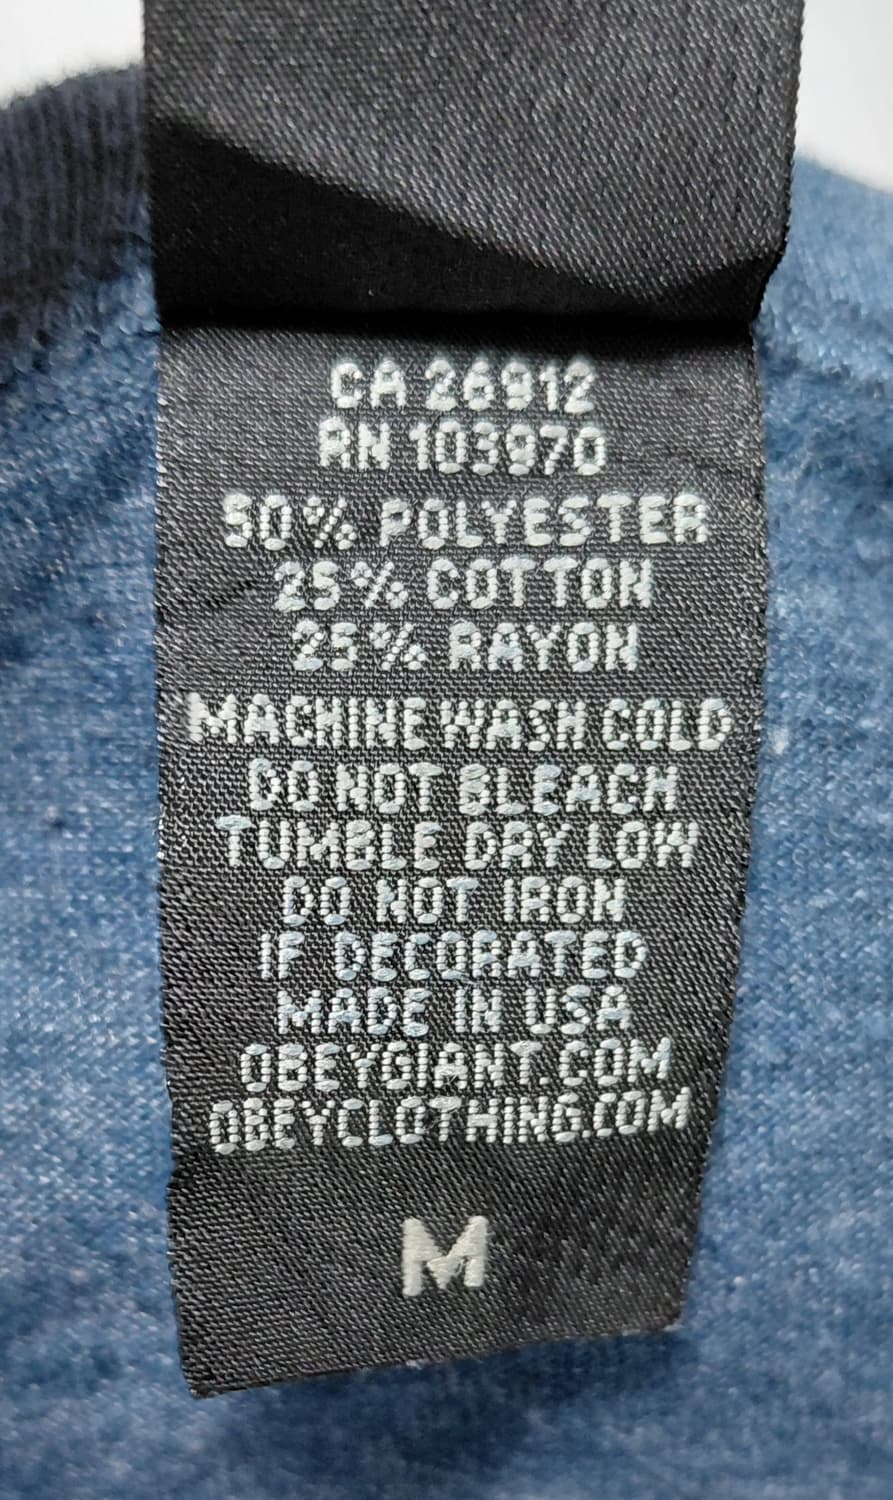 CA 26912
RN 103970
50% POLYESTER
25% COTTON
25% RAYON
MACHINE WASH COLD
DO NOT BLEACH
TUMBLE DRY LOW
DO NOT IRON
IF DECORATED
MADE IN USA
OBEYGIANT.COM
OBEYCLOTHING.COM
M